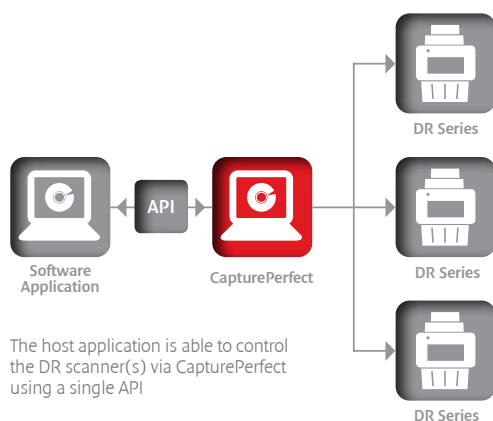 DR Series
API
Software
Application
CapturePerfect
DR Series
The host application is able to control
the DR scanner(s) via CapturePerfect
using a single API
DR Series